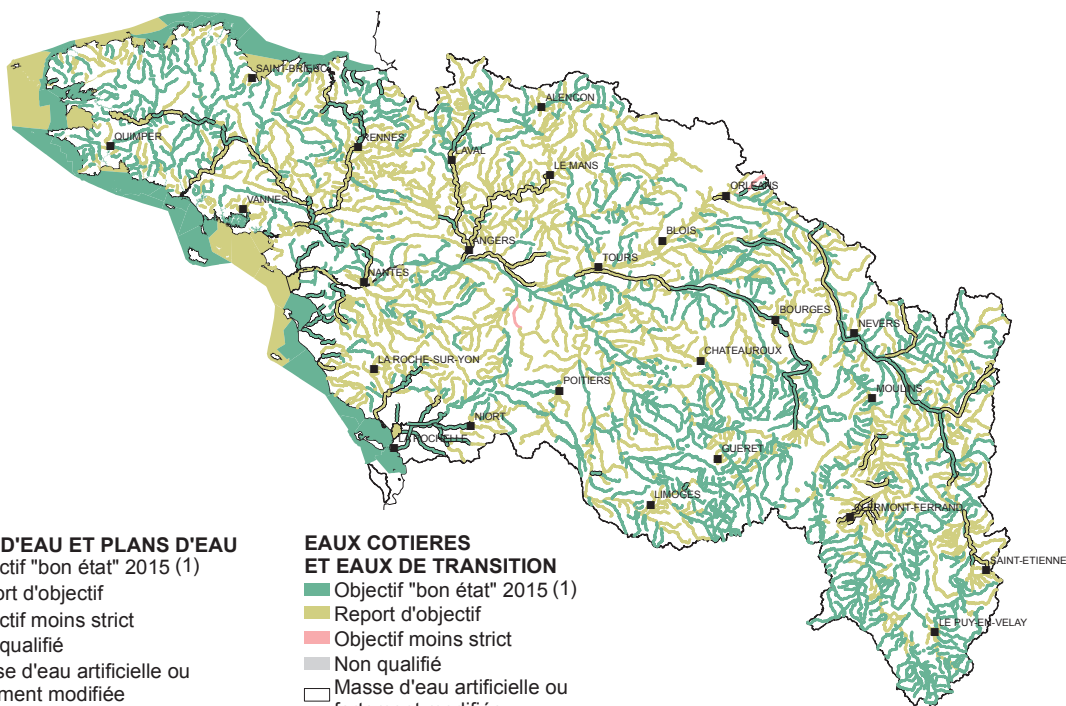 SAINT-BRIEUC
ALENCON
QUIMPER
RENNES
LAVAL
LE MANS
ORLEANS
VANNES
ANGERS
BLOIS
TOURS
NANTES
BOURGES
NEVERS
LA ROCHE-SUR-YON
CHATEAUROUX
POITIERS
MOULINS
NIORT
LA ROCHELLE
GUERET
LIMOGES
CLERMONT-FERRAND
SAINT-ETIENNE
LE PUY-EN-VELAY
D'EAU ET PLANS D'EAU
ctif "bon état" 2015 (1)
ort d'objectif
ctif moins strict
qualifié
se d'eau artificielle ou
ement modifiée
EAUX COTIERES
ET EAUX DE TRANSITION
Objectif "bon état" 2015 (1)
Report d'objectif
Objectif moins strict
Non qualifié
Masse d'eau artificielle ou